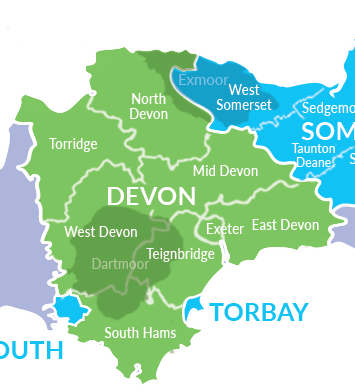 Exmoor
West
Somerset
North
Devon
Sedgemo
SOM
Torridge
Taunton
Deane
S
Mid Devon
DEVON
West Devon
Exeter
East Devon
Teignbridge
Dartmoor
TORBAY
South Hams
OUTH